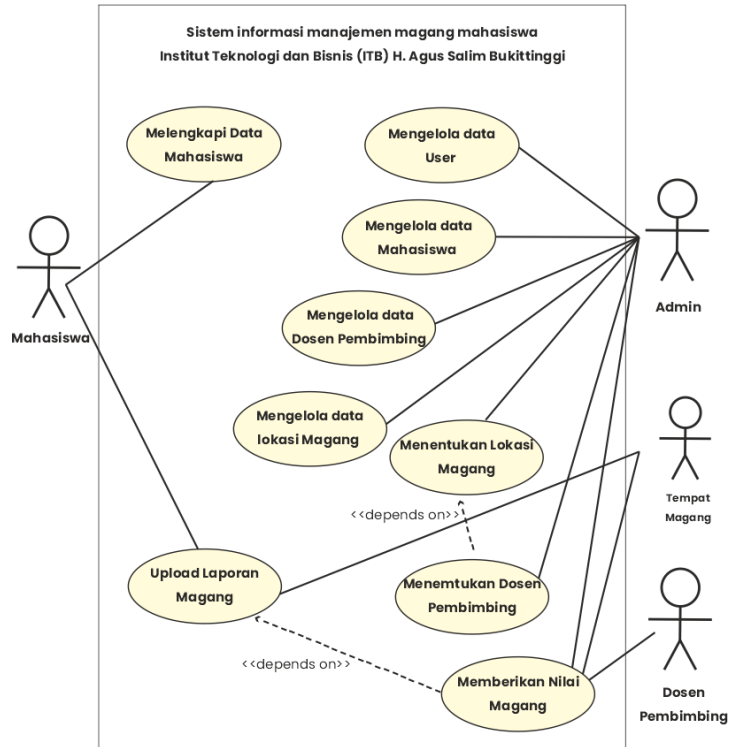 Sistem informasi manajemen magang mahasiswa
Institut Teknologi dan Bisnis (ITB) H. Agus Salim Bukittinggi
Melengkapi Data
Mahasiswa
Mengelola data
User
Mengelola data
Mahasiswa
Mahasiswa
Admin
Mengelola data
Dosen Pembimbing
Mengelola data
lokasi Magang
Menentukan Lokasi
Magang
Tempat
Magang
<<depends on>>
Upload Laporan
Magang
Menemtukan Dosen
Pembimbing
<<depends on>>
Memberikan Nilai
Magang
Dosen
Pembimbing